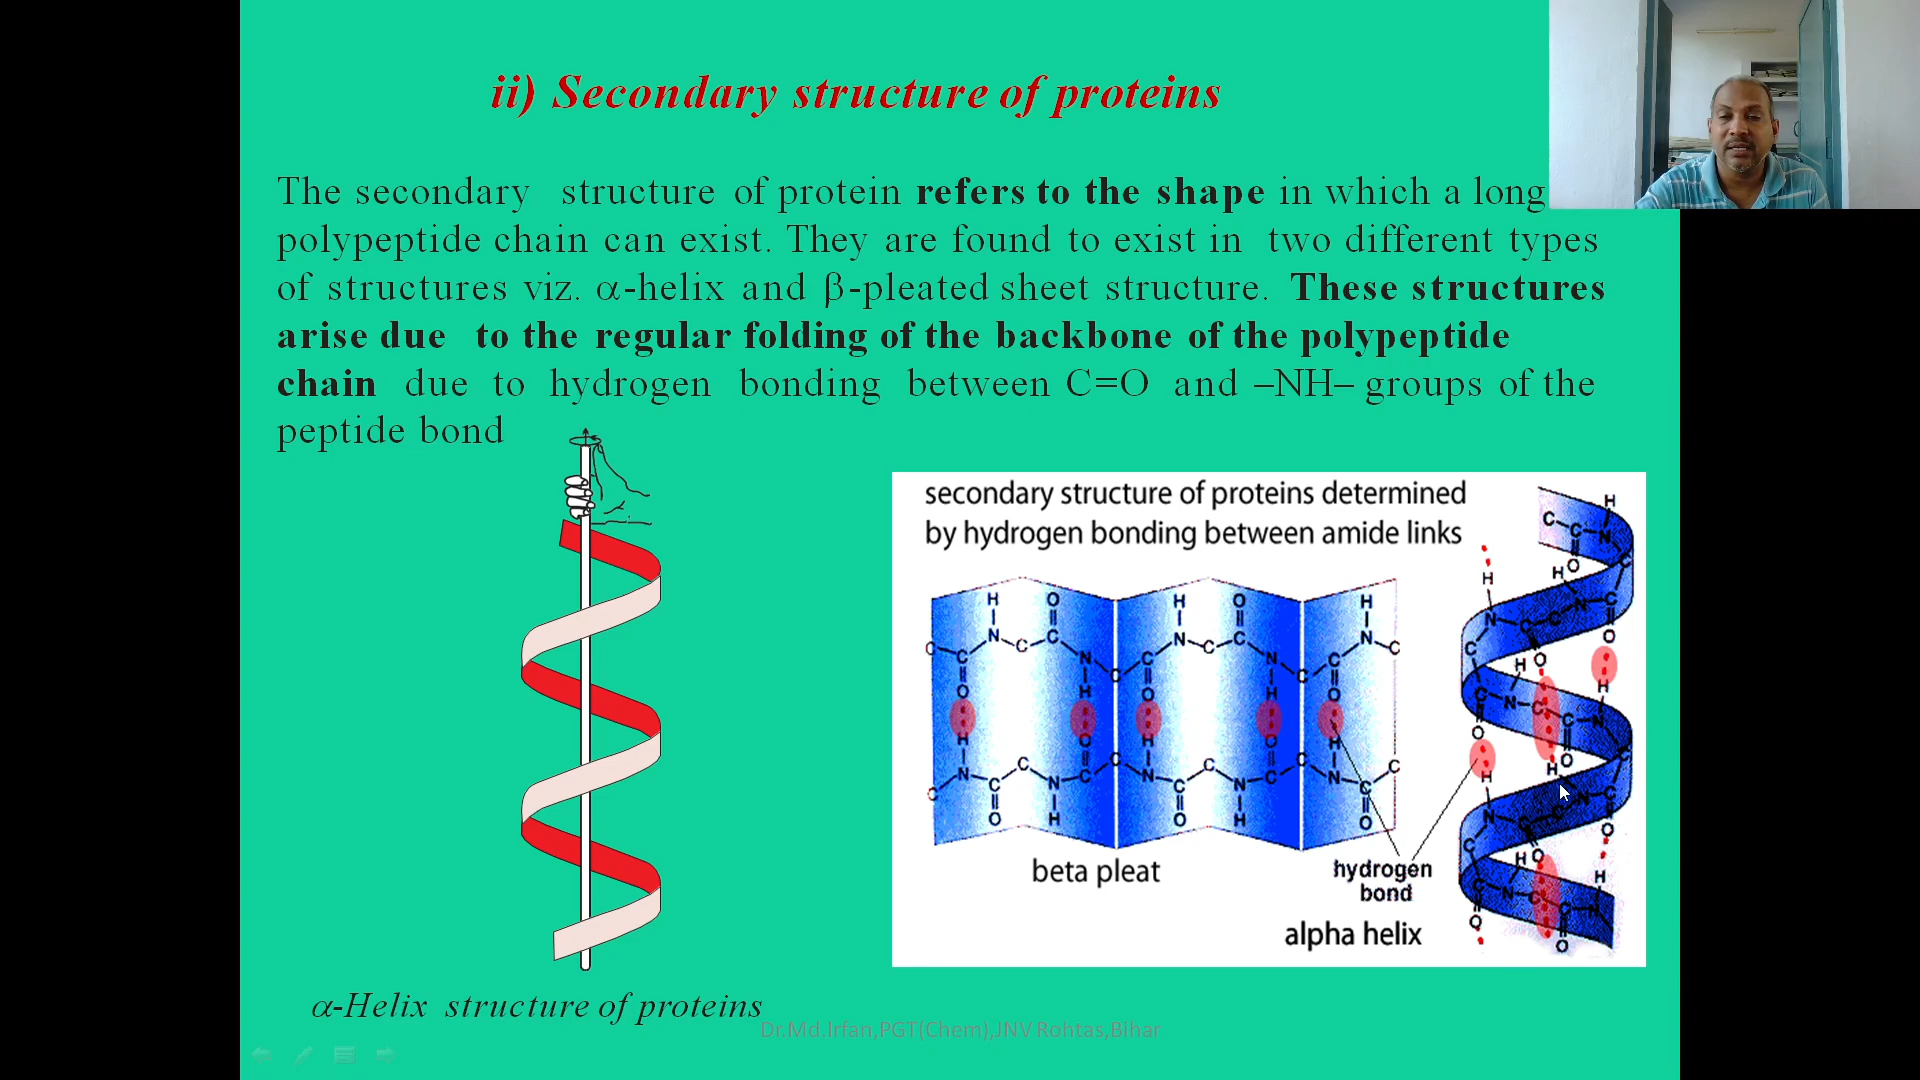 ii) Secondary structure of proteins
The secondary structure of protein refers to the shape in which a long
polypeptide chain can exist. They are found to exist in two different types
of structures viz. α-helix and β-pleated sheet structure. These structures
arise due to the regular folding of the backbone of the polypeptide
chain due to hydrogen bonding between C=O and –NH– groups of the
peptide bond
secondary structure of proteins determined
by hydrogen bonding between amide links
beta pleat
hydrogen
bond
alpha helix
α-Helix structure of proteins
Dr.Md.Irfan,PGT(Chem),JNV Rohtas,Bihar